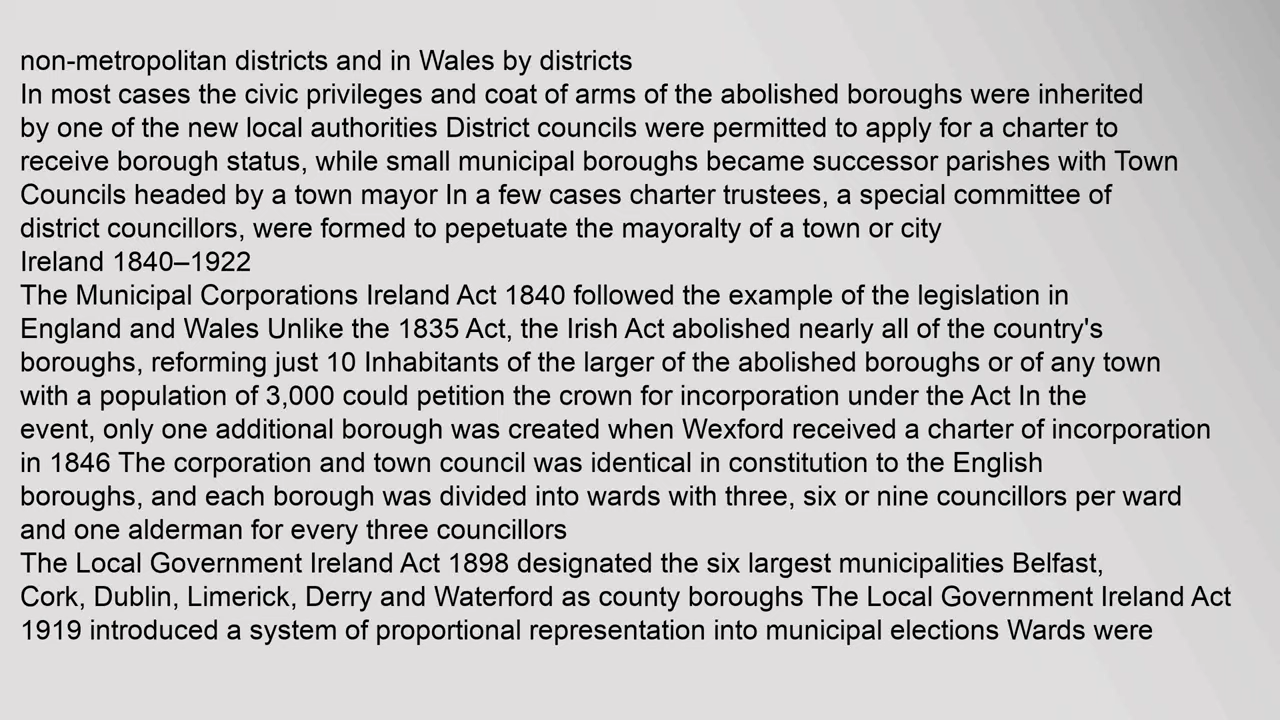 non-metropolitan districts and in Wales by districts
In most cases the civic privileges and coat of arms of the abolished boroughs were inherited
by one of the new local authorities District councils were permitted to apply for a charter to
receive borough status, while small municipal boroughs became successor parishes with Town
Councils headed by a town mayor In a few cases charter trustees, a special committee of
district councillors, were formed to pepetuate the mayoralty of a town or city
Ireland 1840–1922
The Municipal Corporations Ireland Act 1840 followed the example of the legislation in
England and Wales Unlike the 1835 Act, the Irish Act abolished nearly all of the country's
boroughs, reforming just 10 Inhabitants of the larger of the abolished boroughs or of any town
with a population of 3,000 could petition the crown for incorporation under the Act In the
event, only one additional borough was created when Wexford received a charter of incorporation
in 1846 The corporation and town council was identical in constitution to the English
boroughs, and each borough was divided into wards with three, six or nine councillors per ward
and one alderman for every three councillors
The Local Government Ireland Act 1898 designated the six largest municipalities Belfast,
Cork, Dublin, Limerick, Derry and Waterford as county boroughs The Local Government Ireland Act
1919 introduced a system of proportional representation into municipal elections Wards were